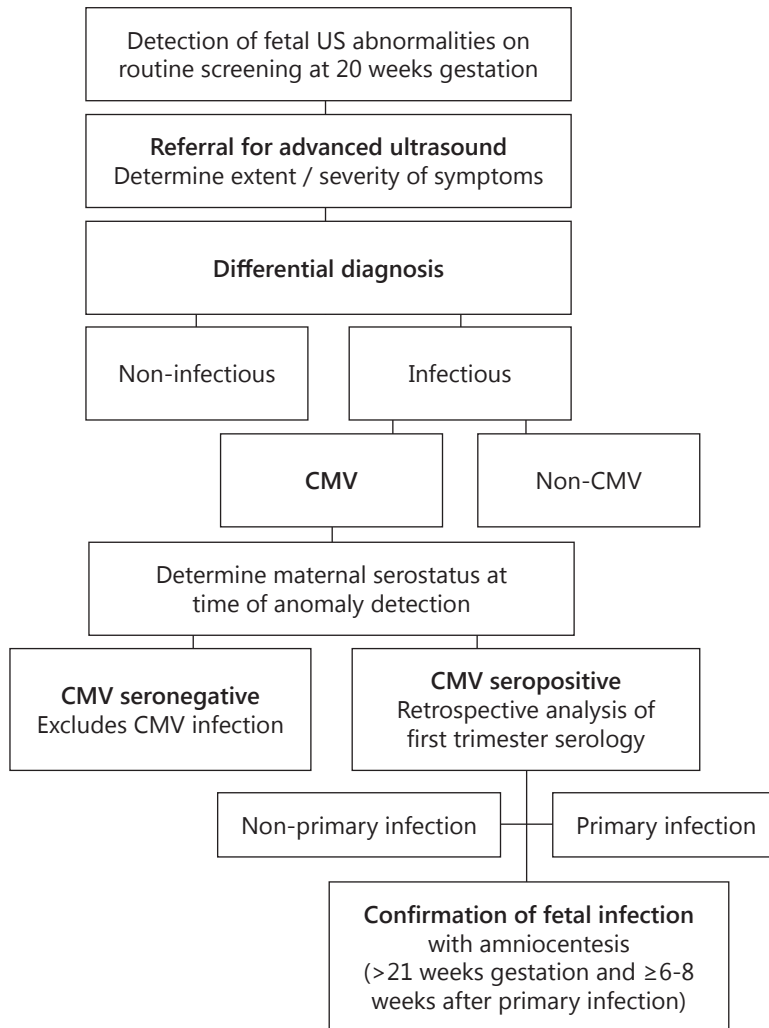 Detection of fetal US abnormalities on
routine screening at 20 weeks gestation
Referral for advanced ultrasound
Determine extent / severity of symptoms
Differential diagnosis
Non-infectious
Infectious
CMV
Non-CMV
Determine maternal serostatus at
time of anomaly detection
CMV seronegative
Excludes CMV infection
CMV seropositive
Retrospective analysis of
first trimester serology
Non-primary infection
Primary infection
Confirmation of fetal infection
with amniocentesis
(>21 weeks gestation and ≥6-8
weeks after primary infection)